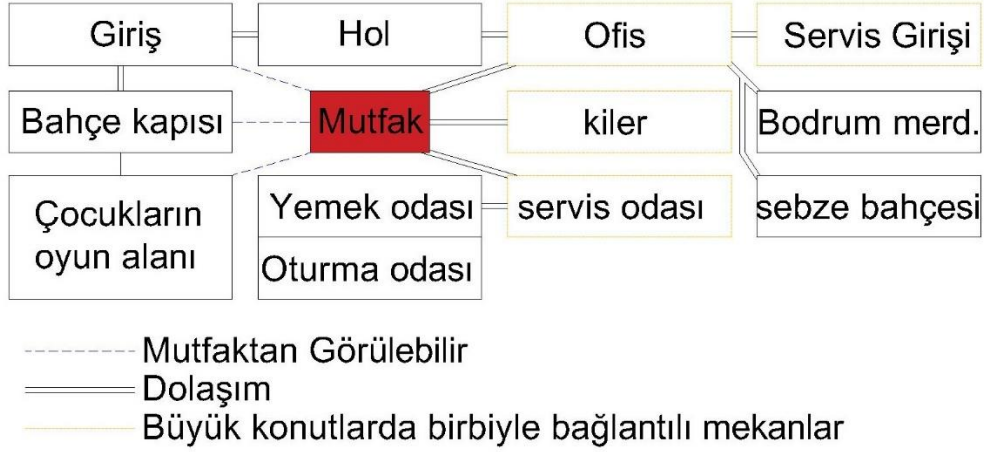 Giriş
Hol
Ofis
Servis Girişi
Bahçe kapısı
Mutfak
kiler
Bodrum merd.
Çocukların
oyun alanı
Yemek odası
servis odası
sebze bahçesi
Oturma odası
Mutfaktan Görülebilir
Dolaşım
Büyük konutlarda birbiyle bağlantılı mekanlar